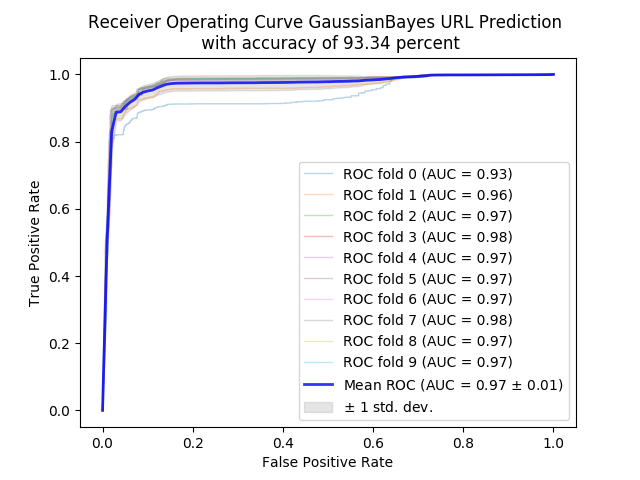 Receiver Operating Curve GaussianBayes URL Prediction
with accuracy of 93.34 percent
True Positive Rate
1.0
0.8
0.6
0.4
0.2
0.0
ROC fold 0 (AUC = 0.93)
ROC fold 1 (AUC = 0.96)
ROC fold 2 (AUC = 0.97)
ROC fold 3 (AUC = 0.98)
ROC fold 4 (AUC = 0.97)
ROC fold 5 (AUC = 0.97)
ROC fold 6 (AUC = 0.97)
ROC fold 7 (AUC = 0.98)
ROC fold 8 (AUC = 0.97)
ROC fold 9 (AUC = 0.97)
Mean ROC (AUC = 0.97 ± 0.01)
± 1 std. dev.
0.0 0.2 0.4 0.6 0.8 1.0
False Positive Rate